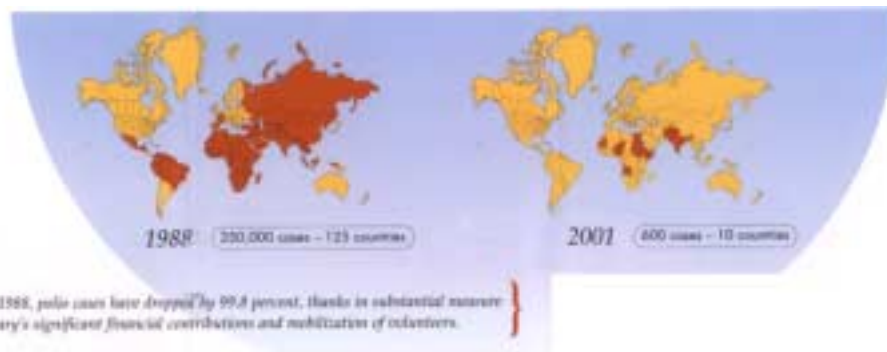 1988 350,000 cases – 125 countries
2001 600 cases – 10 countries
1988, polio cases have dropped by 99.8 percent, thanks in substantial measure
ary's significant financial contributions and mobilization of volunteers.